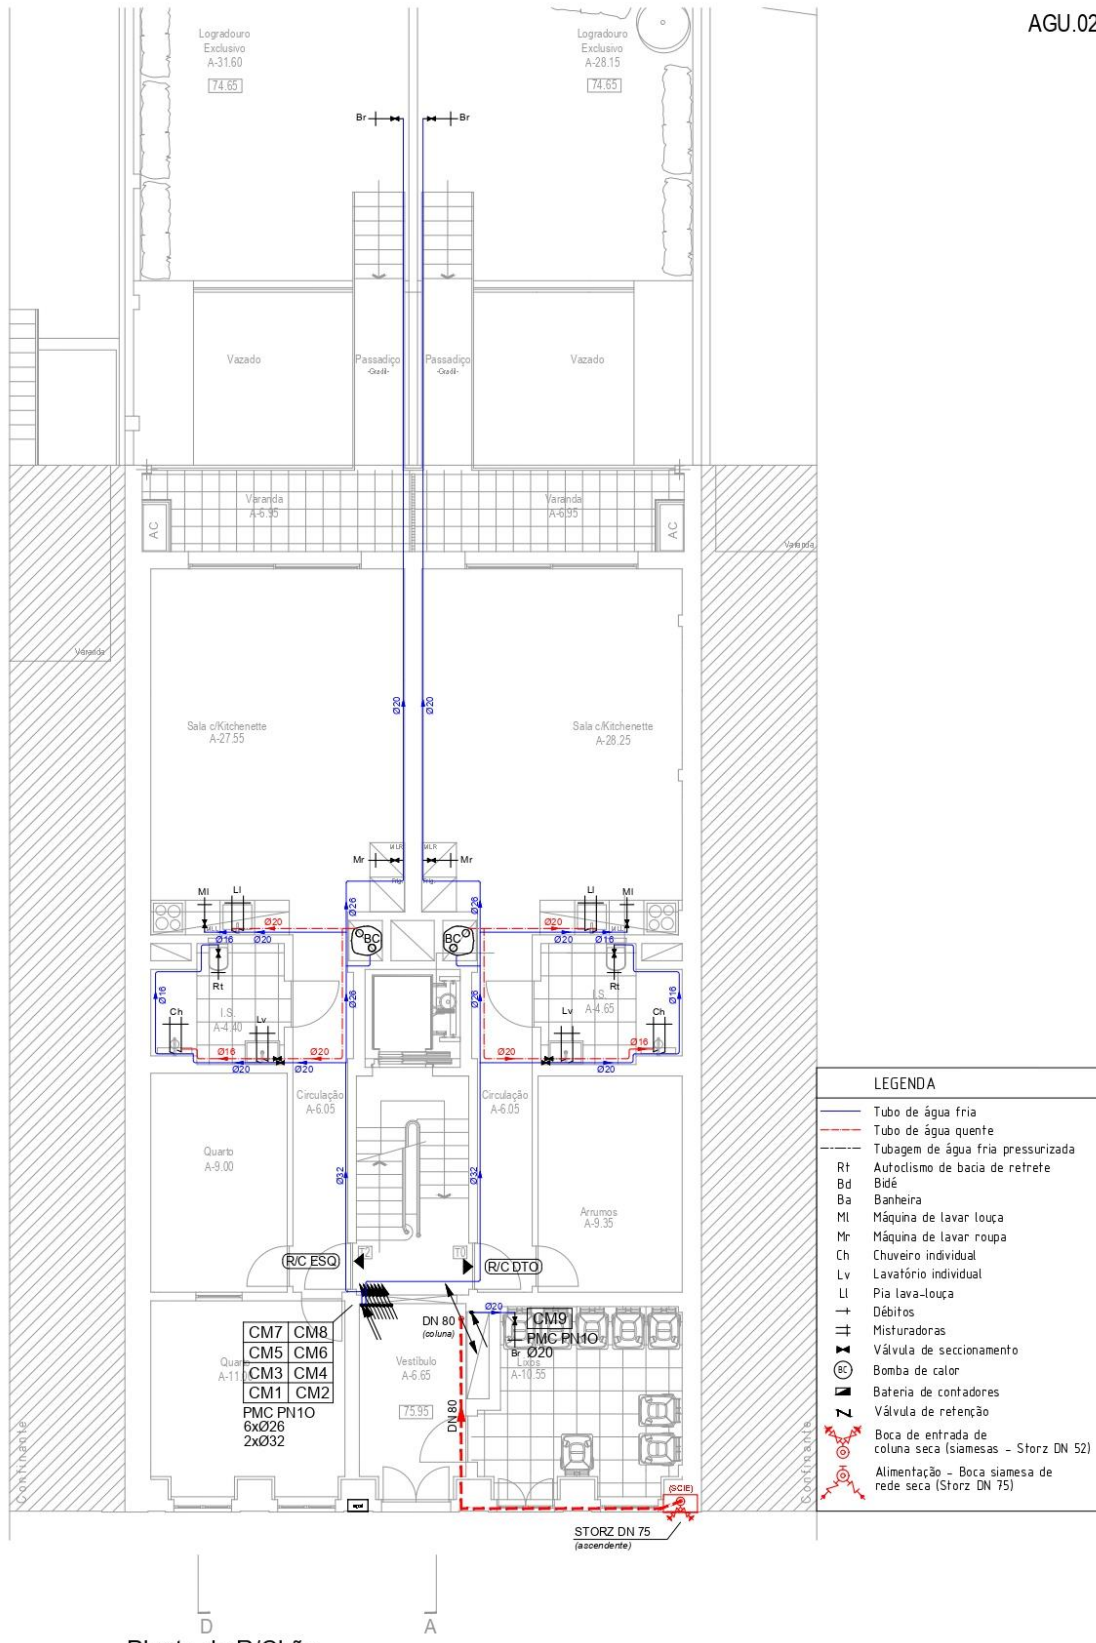 AGU.02
Logradouro
Exclusivo
A-31.60
74.65
Logradouro
Exclusivo
A-28.15
74.65
Br
Br
Vazado
Passadiço
-Gradil-
Passadiço
-Gradil-
Vazado
Varanda
A-6.95
Varanda
A-6.95
AC
AC
Varanda
Varanda
Ø20
Ø20
Sala c/Kitchenette
A-27.55
Sala c/Kitchenette
A-28.25
MLR
MLR
Mr
Mr
Frig.
Frig.
Ml
Ll
Ll
Ml
Ø26
Ø26
Ø20
Ø20
Ø16
Ø20
BC
BC
Ø20
Ø16
Rt
Rt
Ø16
Ø26
Ø26
Ø16
I.S.
A-4.40
I.S.
A-4.65
Ch
Lv
Lv
Ch
Ø16
Ø20
Ø20
Ø16
Ø20
Ø20
Ø20
Circulação
A-6.05
Circulação
A-6.05
Quarto
A-9.00
Ø32
Ø32
Arrumos
A-9.35
R/C ESQ
T2
T0
R/C DTO
DN 80
(coluna)
Ø20
CM9
PMC PN10
Br Ø20
Lixos
A-10.55
CM7 CM8
CM5 CM6
CM3 CM4
CM1 CM2
PMC PN10
6xØ26
2xØ32
Vestíbulo
A-6.65
75.95
DN 80
Confinante
Confinante
(SCIE)
STORZ DN 75
(ascendente)
D
A
LEGENDA
Tubo de água fria
Tubo de água quente
Tubagem de água fria pressurizada
Rt Autoclismo de bacia de retrete
Bd Bidé
Ba Banheira
Ml Máquina de lavar louça
Mr Máquina de lavar roupa
Ch Chuveiro individual
Lv Lavatório individual
Ll Pia lava-louça
Débitos
Misturadoras
Válvula de seccionamento
BC Bomba de calor
Bateria de contadores
Válvula de retenção
Boca de entrada de
coluna seca (siamesas - Storz DN 52)
Alimentação - Boca siamesa de
rede seca (Storz DN 75)